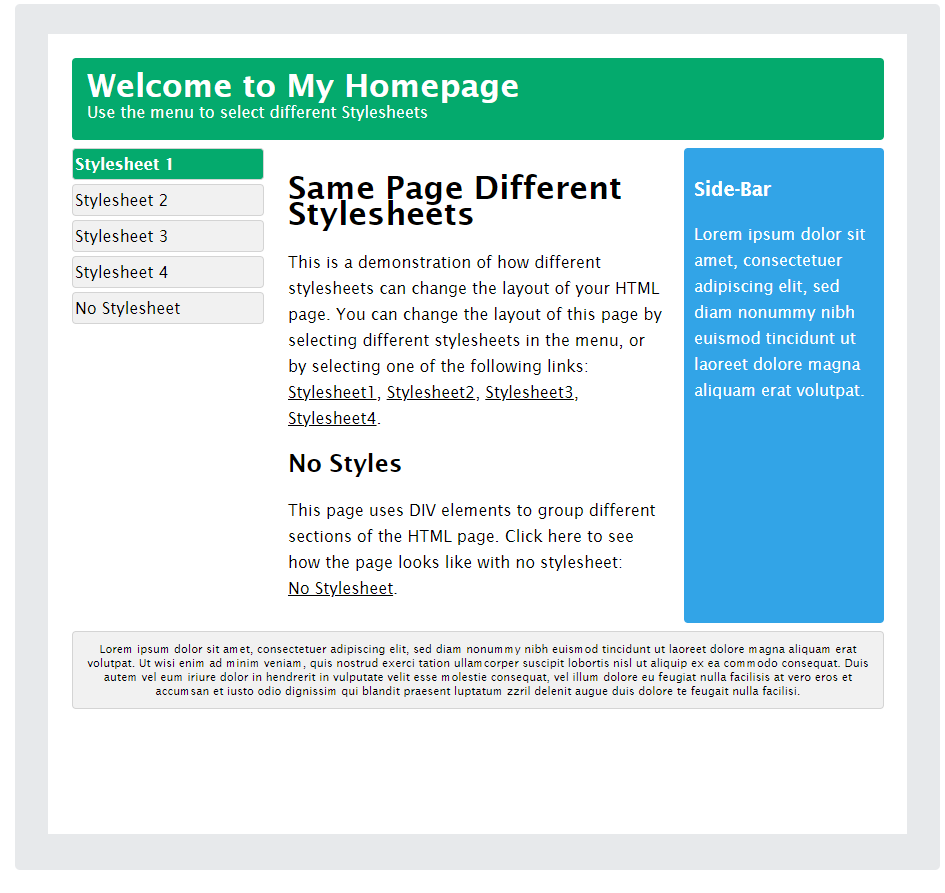 Welcome to My Homepage
Use the menu to select different Stylesheets
Stylesheet 1
Stylesheet 2
Stylesheet 3
Stylesheet 4
No Stylesheet
Same Page Different
Stylesheets
This is a demonstration of how different
stylesheets can change the layout of your HTML
page. You can change the layout of this page by
selecting different stylesheets in the menu, or
by selecting one of the following links:
Stylesheet1, Stylesheet2, Stylesheet3,
Stylesheet4.
No Styles
This page uses DIV elements to group different
sections of the HTML page. Click here to see
how the page looks like with no stylesheet:
No Stylesheet.
Side-Bar
Lorem ipsum dolor sit
amet, consectetuer
adipiscing elit, sed
diam nonummy nibh
euismod tincidunt ut
laoreet dolore magna
aliquam erat volutpat.
Lorem ipsum dolor sit amet, consectetuer adipiscing elit, sed diam nonummy nibh euismod tincidunt ut laoreet dolore magna aliquam erat
volutpat. Ut wisi enim ad minim veniam, quis nostrud exerci tation ullamcorper suscipit lobortis nisl ut aliquip ex ea commodo consequat. Duis
autem vel eum iriure dolor in hendrerit in vulputate velit esse molestie consequat, vel illum dolore eu feugiat nulla facilisis at vero eros et
accumsan et iusto odio dignissim qui blandit praesent luptatum zzril delenit augue duis dolore te feugait nulla facilisi.